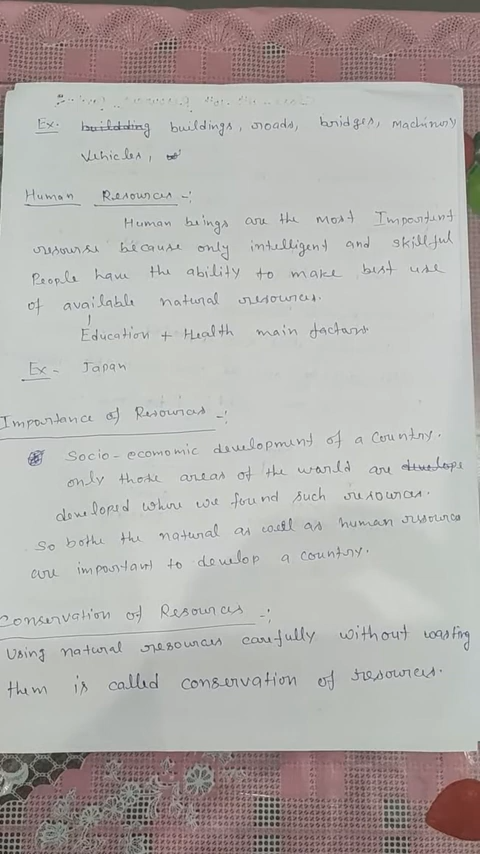 Ex:- buildding buildings, roads, bridges, machinury
Vehicles,
Human Resources -:
Human beings are the most Important
resourse because only intelligent and skillful
People have the ability to make best use
of available natural resources.
Education + Health main factors
Ex - Japan
Importance of Resources -:
Socio-ecomomic development of a Country.
only those areas of the world are develope
developed where we found such resources.
So bothe the natural as well as human resource
are important to develop a country.
Conservation of Resources -:
Using natural resources carefully without wasting
them is called conservation of resources.